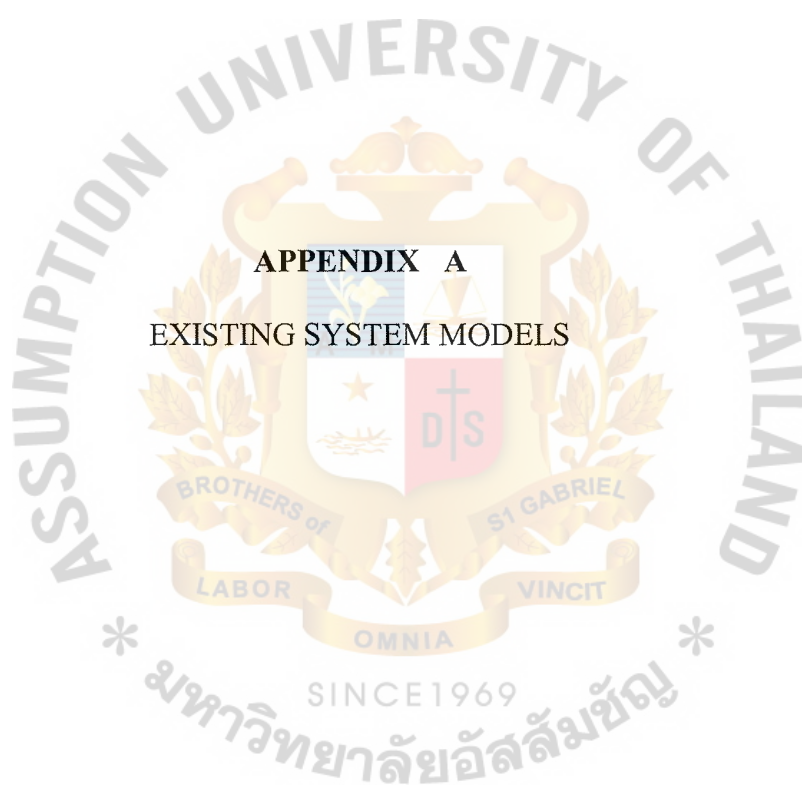 ASSUMPTION UNIVERSITY OF THAILAND
APPENDIX A
EXISTING SYSTEM MODELS
D S
BROTHERS of
S1 GABRIEL
LABOR
VINCIT
OMNIA
SINCE1969
* มหาวิทยาลัยอัสสัมชัญ *